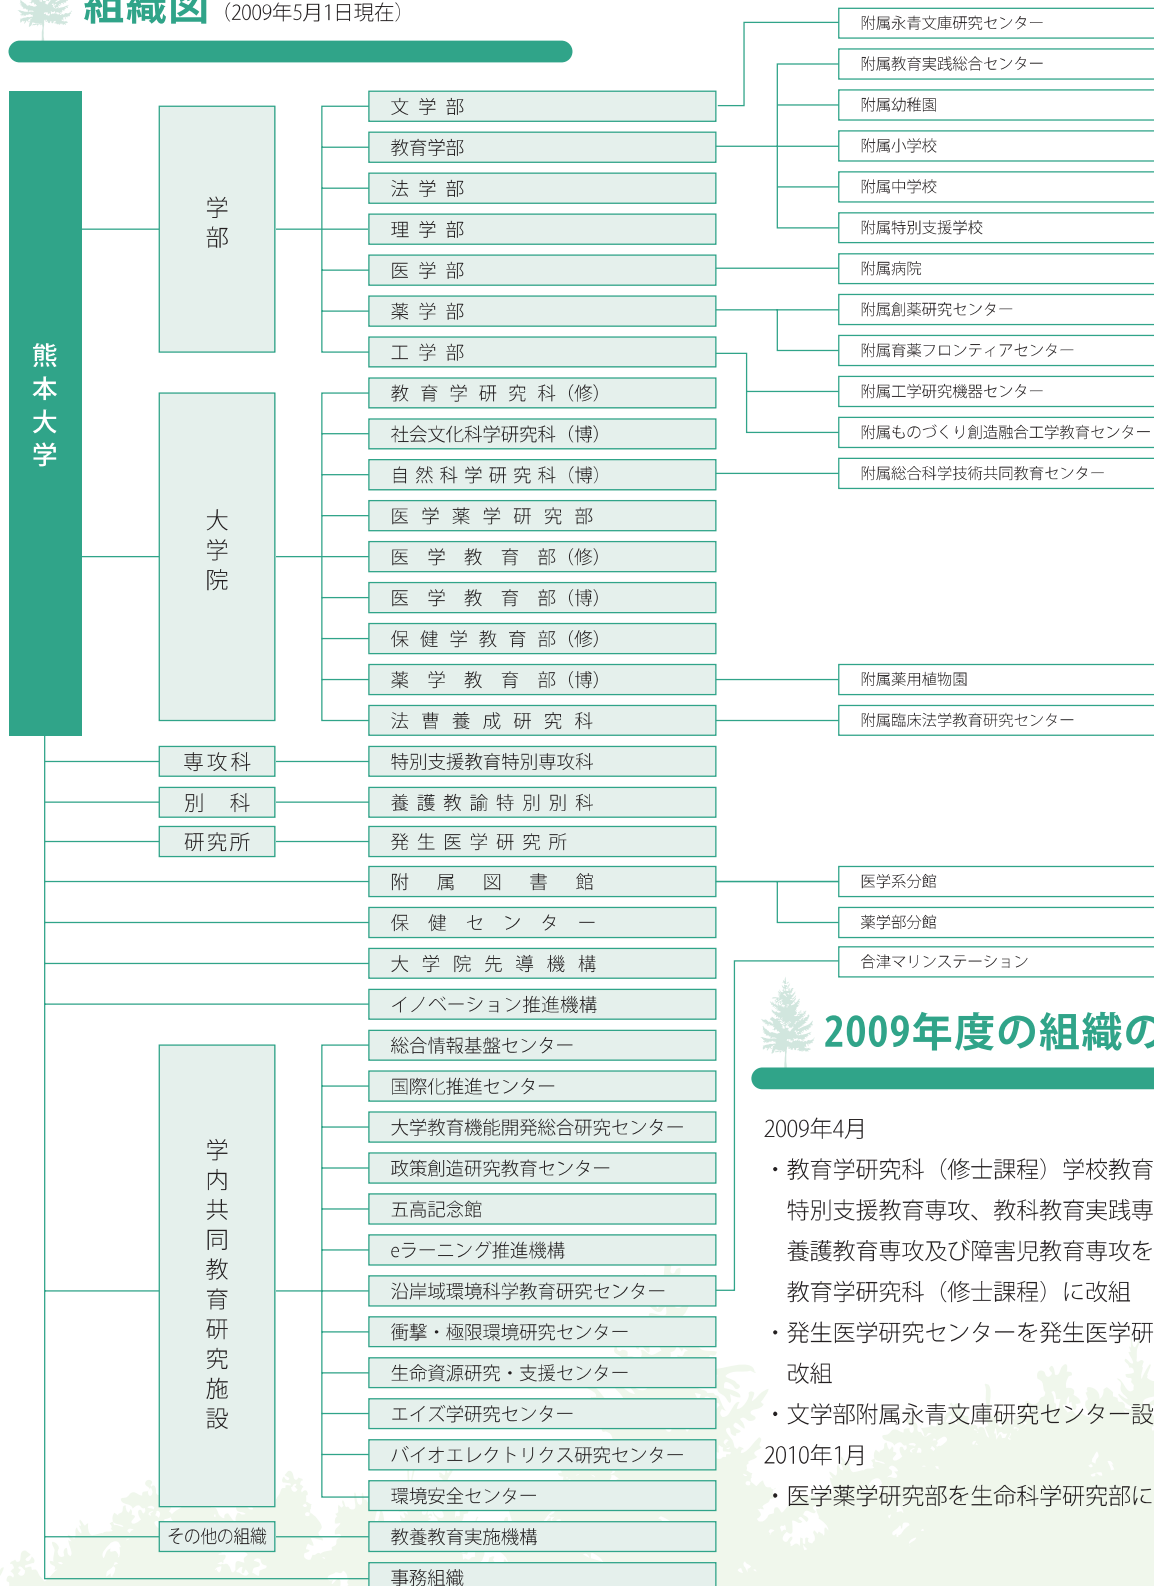 組織図（2009年5月1日現在）
熊本大学
学部
文学部
教育学部
法学部
理学部
医学部
薬学部
工学部
附属永青文庫研究センター
附属教育実践総合センター
附属幼稚園
附属小学校
附属中学校
附属特別支援学校
附属病院
附属創薬研究センター
附属育薬フロンティアセンター
附属工学研究機器センター
附属ものづくり創造融合工学教育センター
附属総合科学技術共同教育センター
大学院
教育学研究科（修）
社会文化科学研究科（博）
自然科学研究科（博）
医学薬学研究部
医学教育部（修）
医学教育部（博）
保健学教育部（修）
薬学教育部（博）
法曹養成研究科
附属薬用植物園
附属臨床法学教育研究センター
専攻科
特別支援教育特別専攻科
別科
養護教諭特別別科
研究所
発生医学研究所
附属図書館
医学系分館
薬学部分館
保健センター
大学院先導機構
イノベーション推進機構
学内共同教育研究施設
総合情報基盤センター
国際化推進センター
大学教育機能開発総合研究センター
政策創造研究教育センター
五高記念館
eラーニング推進機構
沿岸域環境科学教育研究センター
衝撃・極限環境研究センター
生命資源研究・支援センター
エイズ学研究センター
バイオエレクトリクス研究センター
環境安全センター
合津マリンステーション
その他の組織
教養教育実施機構
事務組織
2009年度の組織の
2009年4月
・教育学研究科（修士課程）学校教育
特別支援教育専攻、教科教育実践専
養護教育専攻及び障害児教育専攻を
教育学研究科（修士課程）に改組
・発生医学研究センターを発生医学研
改組
・文学部附属永青文庫研究センター設
2010年1月
・医学薬学研究部を生命科学研究部に